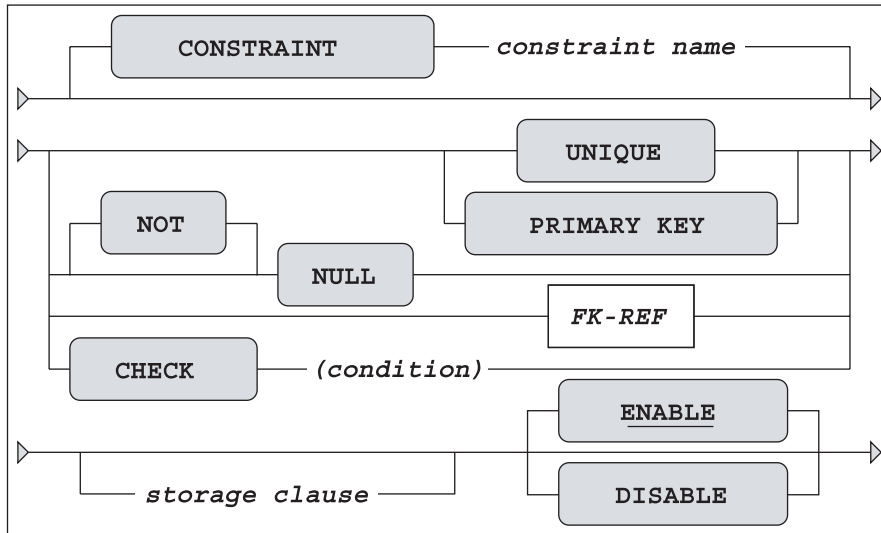 CONSTRAINT constraint name
UNIQUE
PRIMARY KEY
NOT
NULL
FK-REF
CHECK (condition)
ENABLE
storage clause
DISABLE